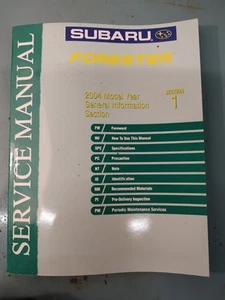 SERVICE MANUAL
SUBARU
FORESTER
2004 Model Year
General Information
Section
SECTION
1
FW Foreword
HU How To Use This Manual
SPC Specifications
PC Precaution
NT Note
ID Identification
RM Recommended Materials
PI Pre-Delivery Inspection
PM Periodic Maintenance Services